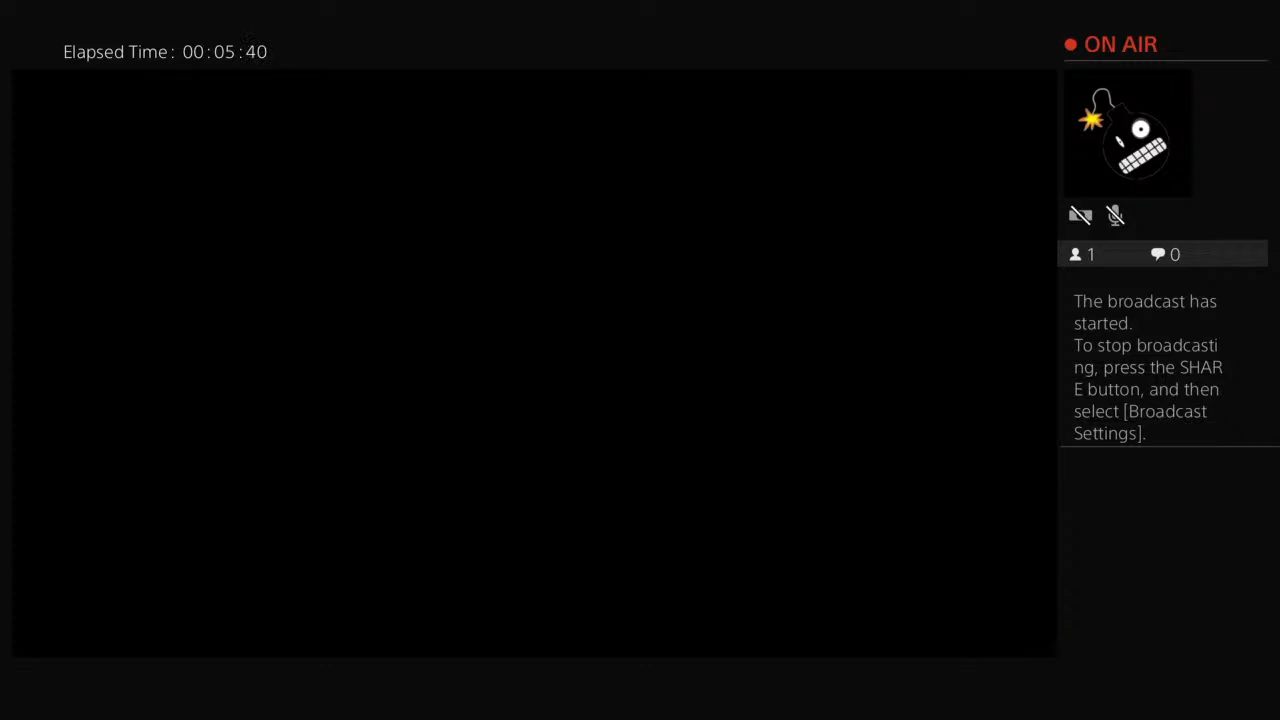 Elapsed Time: 00:05:40
ON AIR
1
0
The broadcast has
started.
To stop broadcasti
ng, press the SHAR
E button, and then
select [Broadcast
Settings].